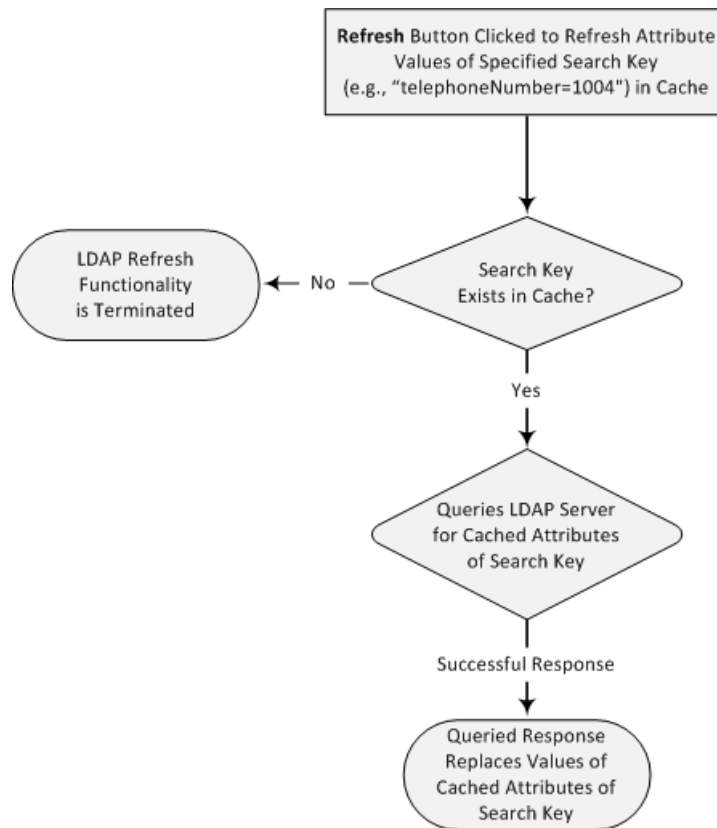 Refresh Button Clicked to Refresh Attribute
Values of Specified Search Key
(e.g., “telephoneNumber=1004") in Cache
LDAP Refresh
Functionality
is Terminated
No
Search Key
Exists in Cache?
Yes
Queries LDAP Server
for Cached Attributes
of Search Key
Successful Response
Queried Response
Replaces Values of
Cached Attributes of
Search Key